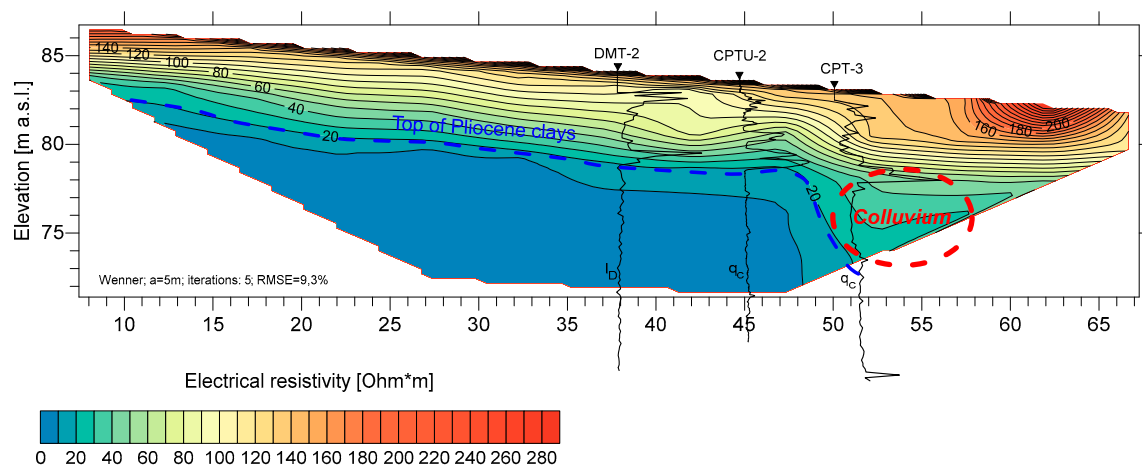 DMT-2
CPTU-2
CPT-3
85
80
75
Elevation [m a.s.l.]
140
120
100
80
60
40
20
Top of Pliocene clays
160
180
200
20
Colluvium
I_D
q_c
q_c
Wenner; a=5m; iterations: 5; RMSE=9,3%
10 15 20 25 30 35 40 45 50 55 60 65
Electrical resistivity [Ohm*m]
0 20 40 60 80 100 120 140 160 180 200 220 240 260 280